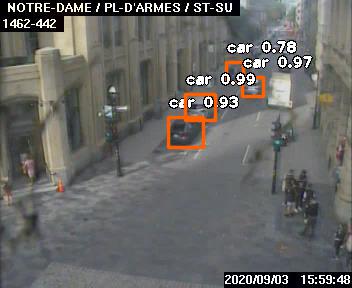 NOTRE-DAME / PL-D'ARMES / ST-SU
1462-442
car 0.78
car 0.97
car 0.99
car 0.93
2020/09/03 15:59:48